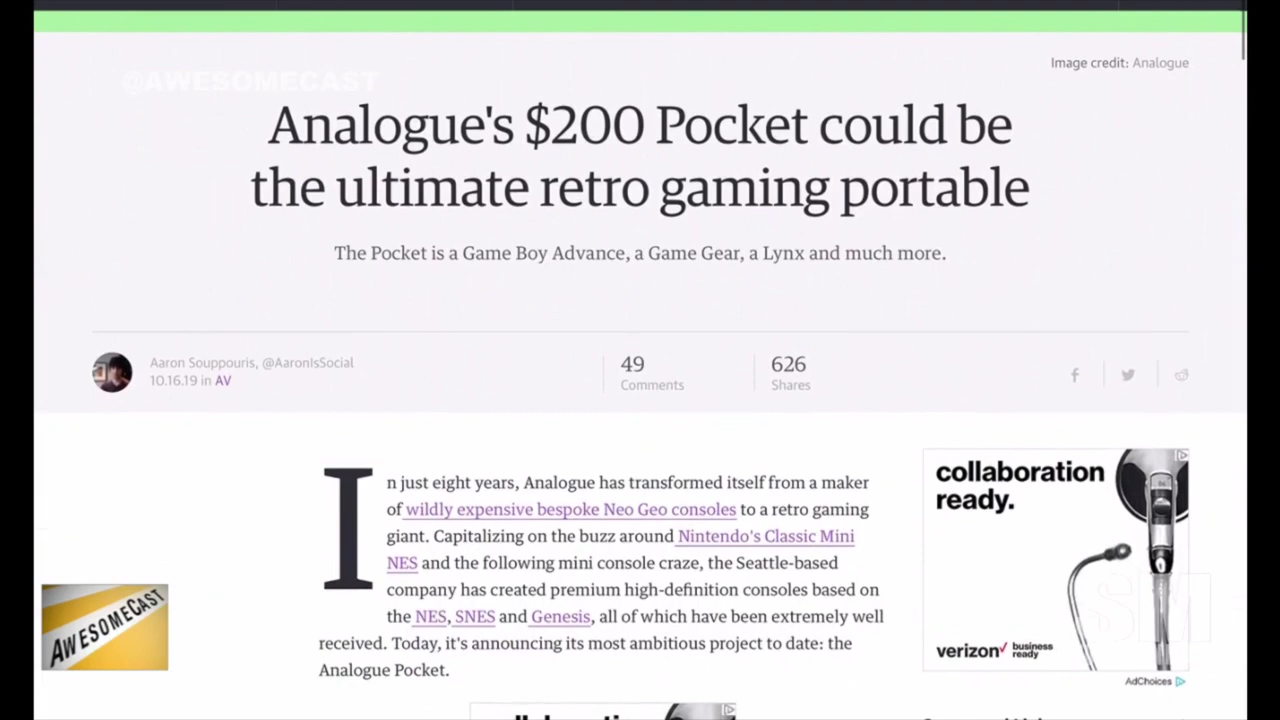 Image credit: Analogue
@AWESOMECAST
Analogue's $200 Pocket could be
the ultimate retro gaming portable
The Pocket is a Game Boy Advance, a Game Gear, a Lynx and much more.
Aaron Souppouris, @AaronIsSocial
10.16.19 in AV
49
Comments
626
Shares
In just eight years, Analogue has transformed itself from a maker
of wildly expensive bespoke Neo Geo consoles to a retro gaming
giant. Capitalizing on the buzz around Nintendo's Classic Mini
NES and the following mini console craze, the Seattle-based
company has created premium high-definition consoles based on
the NES, SNES and Genesis, all of which have been extremely well
received. Today, it's announcing its most ambitious project to date: the
Analogue Pocket.
collaboration
ready.
verizon✓ business
ready
AdChoices
AWESOMECAST
SM